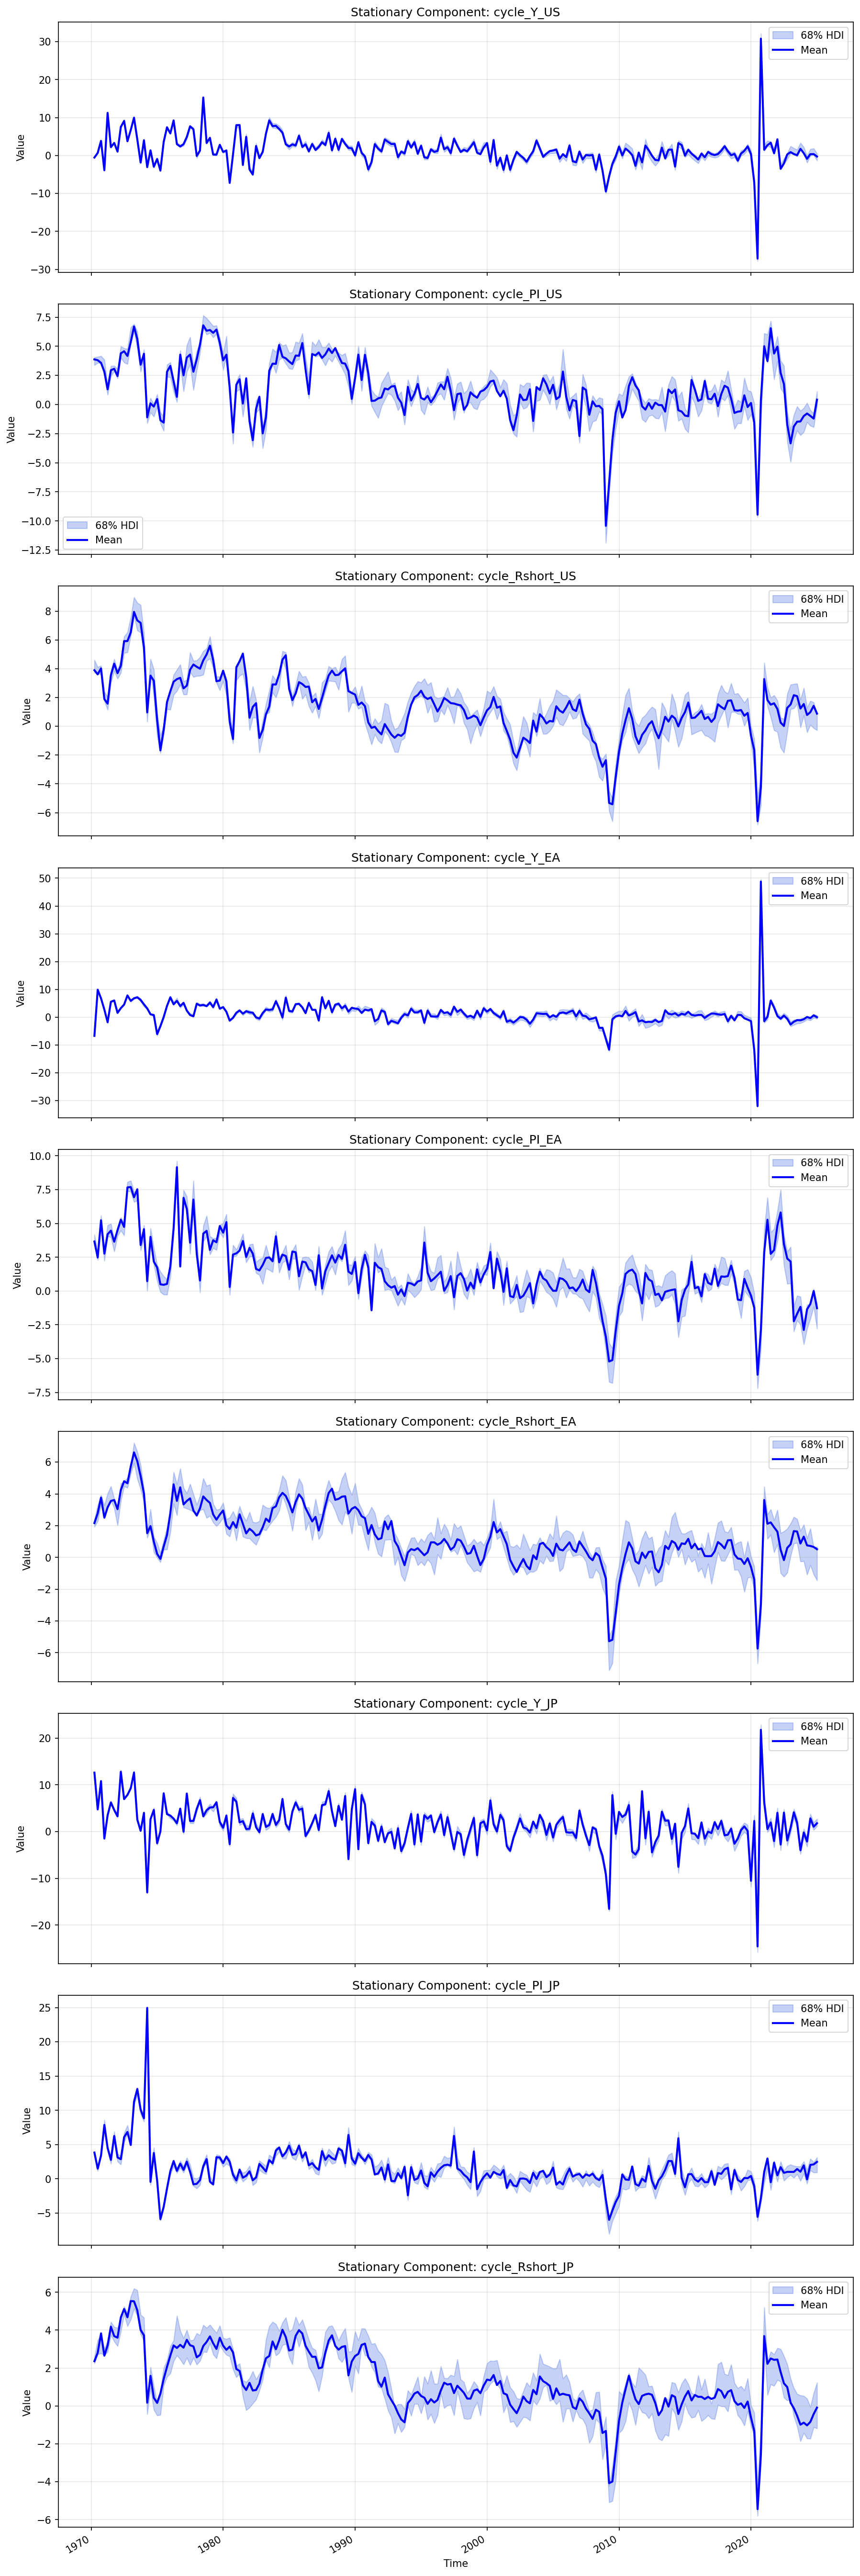 Stationary Component: cycle_Y_US
30
20
10
0
−10
−20
−30
Value
68% HDI
Mean
Stationary Component: cycle_PI_US
7.5
5.0
2.5
0.0
−2.5
−5.0
−7.5
−10.0
−12.5
Value
68% HDI
Mean
Stationary Component: cycle_Rshort_US
8
6
4
2
0
−2
−4
−6
Value
68% HDI
Mean
Stationary Component: cycle_Y_EA
50
40
30
20
10
0
−10
−20
−30
Value
68% HDI
Mean
Stationary Component: cycle_PI_EA
10.0
7.5
5.0
2.5
0.0
−2.5
−5.0
−7.5
Value
68% HDI
Mean
Stationary Component: cycle_Rshort_EA
6
4
2
0
−2
−4
−6
Value
68% HDI
Mean
Stationary Component: cycle_Y_JP
20
10
0
−10
−20
Value
68% HDI
Mean
Stationary Component: cycle_PI_JP
25
20
15
10
5
0
−5
Value
68% HDI
Mean
Stationary Component: cycle_Rshort_JP
6
4
2
0
−2
−4
−6
Value
68% HDI
Mean
1970 1980 1990 2000 2010 2020
Time